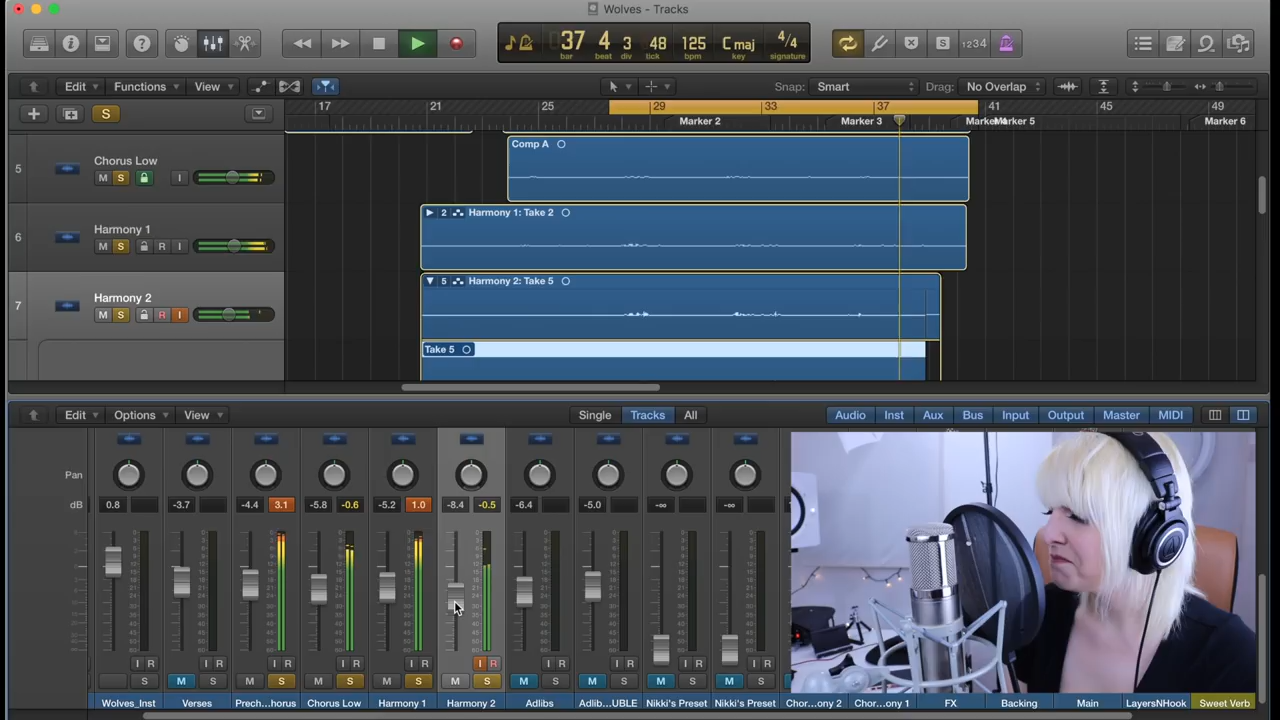 Wolves - Tracks
37 4 3 48 125 C maj 4/4
bar beat div tick bpm key signature
1234
Edit Functions View Snap: Smart Drag: No Overlap
S 17 21 25 29 33 37 41 45 49
Marker 2 Marker 3 Marker 5 Marker 6
5 Chorus Low
M S I
Comp A
6 Harmony 1
M S R I
2 Harmony 1: Take 2
7 Harmony 2
M S R I
5 Harmony 2: Take 5
Take 5
Edit Options View Single Tracks All Audio Inst Aux Bus Input Output Master MIDI
Pan
dB 0.8 -3.7 -4.4 3.1 -5.8 -0.6 -5.2 1.0 -8.4 -0.5 -6.4 -5.0 -∞ -∞
I R I R I R I R I R I R I R I R I R I R
S M S M S M S M S M S M S M S M S M S
Wolves_Inst Verses Prech...horus Chorus Low Harmony 1 Harmony 2 Adlibs Adlib...UBLE Nikki's Preset Nikki's Preset Chor...ony 2 Chor...ony 1 FX Backing Main LayersNHook Sweet Verb